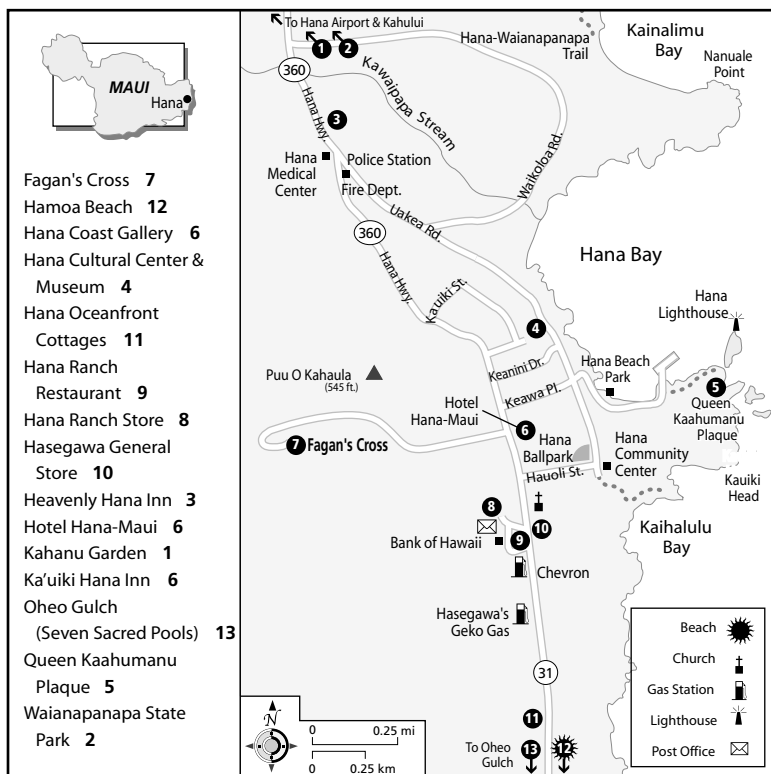 MAUI
Hana
Fagan's Cross 7
Hamoa Beach 12
Hana Coast Gallery 6
Hana Cultural Center &
Museum 4
Hana Oceanfront
Cottages 11
Hana Ranch
Restaurant 9
Hana Ranch Store 8
Hasegawa General
Store 10
Heavenly Hana Inn 3
Hotel Hana-Maui 6
Kahanu Garden 1
Ka'uiki Hana Inn 6
Oheo Gulch
(Seven Sacred Pools) 13
Queen Kaahumanu
Plaque 5
Waianapanapa State
Park 2
To Hana Airport & Kahului
1
2
Hana-Waianapanapa
Trail
Kainalimu
Bay
Nanuale
Point
360
Kawaipapa Stream
Hana Hwy.
3
Waikoloa Rd.
Hana
Medical
Center
Police Station
Fire Dept.
Uakea Rd.
360
Hana Hwy.
Kauiki St.
Hana Bay
Hana
Lighthouse
4
Keanini Dr.
Keawa Pl.
Hana Beach
Park
5
Queen
Kaahumanu
Plaque
Puu O Kahaula
(545 ft.)
Hotel
Hana-Maui
6
7 Fagan's Cross
Hana
Ballpark
Hauoli St.
Hana
Community
Center
Kauiki
Head
8
Bank of Hawaii
9
10
Kaihalulu
Bay
Chevron
Hasegawa's
Geko Gas
31
11
To Oheo
Gulch
13
12
N
0 0.25 mi
0 0.25 km
Beach
Church
Gas Station
Lighthouse
Post Office